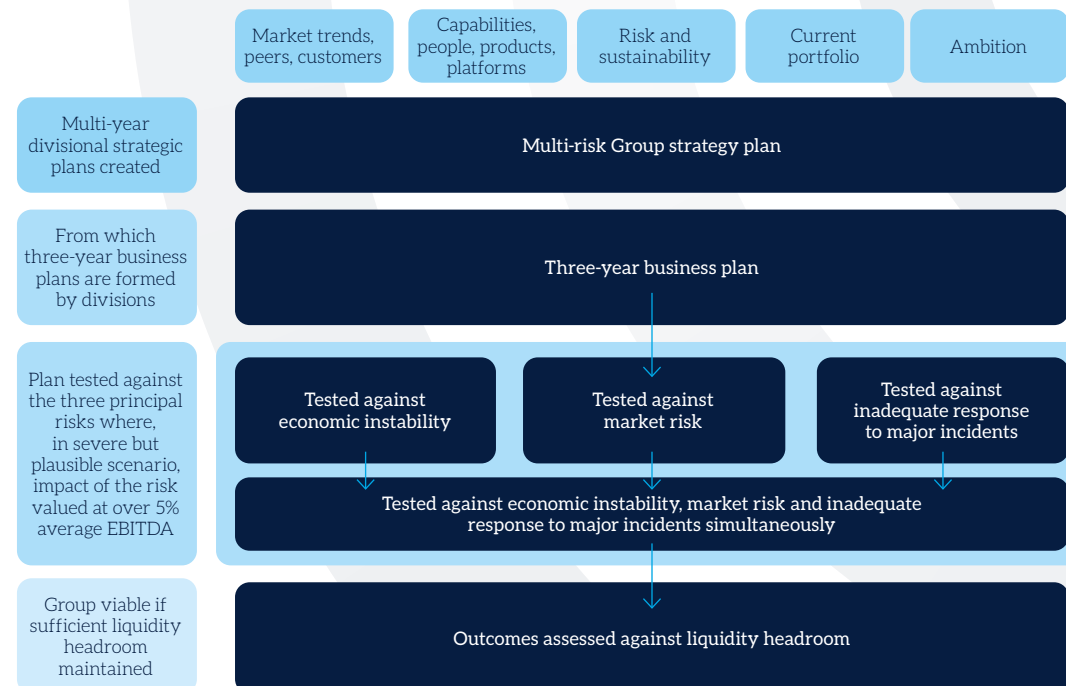 Market trends,
peers, customers
Capabilities,
people, products,
platforms
Risk and
sustainability
Current
portfolio
Ambition
Multi-year
divisional strategic
plans created
Multi-risk Group strategy plan
From which
three-year business
plans are formed
by divisions
Three-year business plan
Plan tested against
the three principal
risks where,
in severe but
plausible scenario,
impact of the risk
valued at over 5%
average EBITDA
Tested against
economic instability
Tested against
market risk
Tested against
inadequate response
to major incidents
Tested against economic instability, market risk and inadequate
response to major incidents simultaneously
Group viable if
sufficient liquidity
headroom
maintained
Outcomes assessed against liquidity headroom